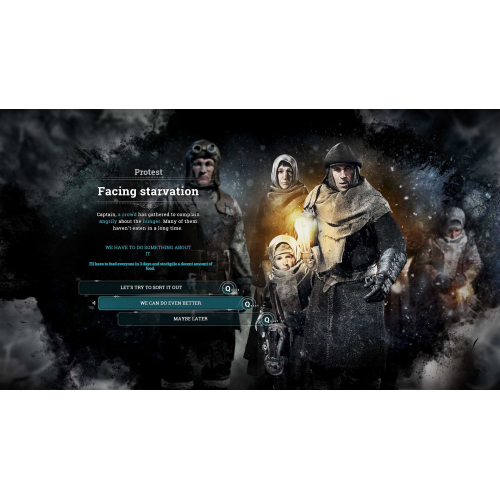 Protest
Facing starvation
Captain, a crowd has gathered to complain
angrily about the hunger. Many of them
haven't eaten in a long time.
WE HAVE TO DO SOMETHING ABOUT
IT.
I'll have to feed everyone in 3 days and stockpile a decent amount of
food.
LET'S TRY TO SORT IT OUT
Q
WE CAN DO EVEN BETTER.
Q
MAYBE LATER
Q